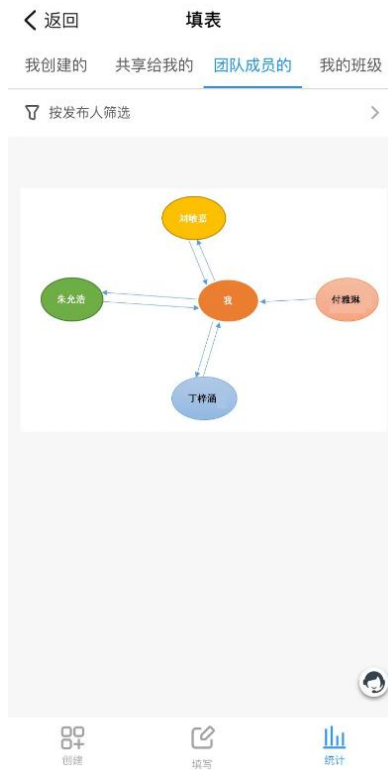 返回 填表
我创建的 共享给我的 团队成员的 我的班级
按发布人筛选
刘敏觅
朱允浩 我 付雅琳
丁梓涵
创建 填写 统计